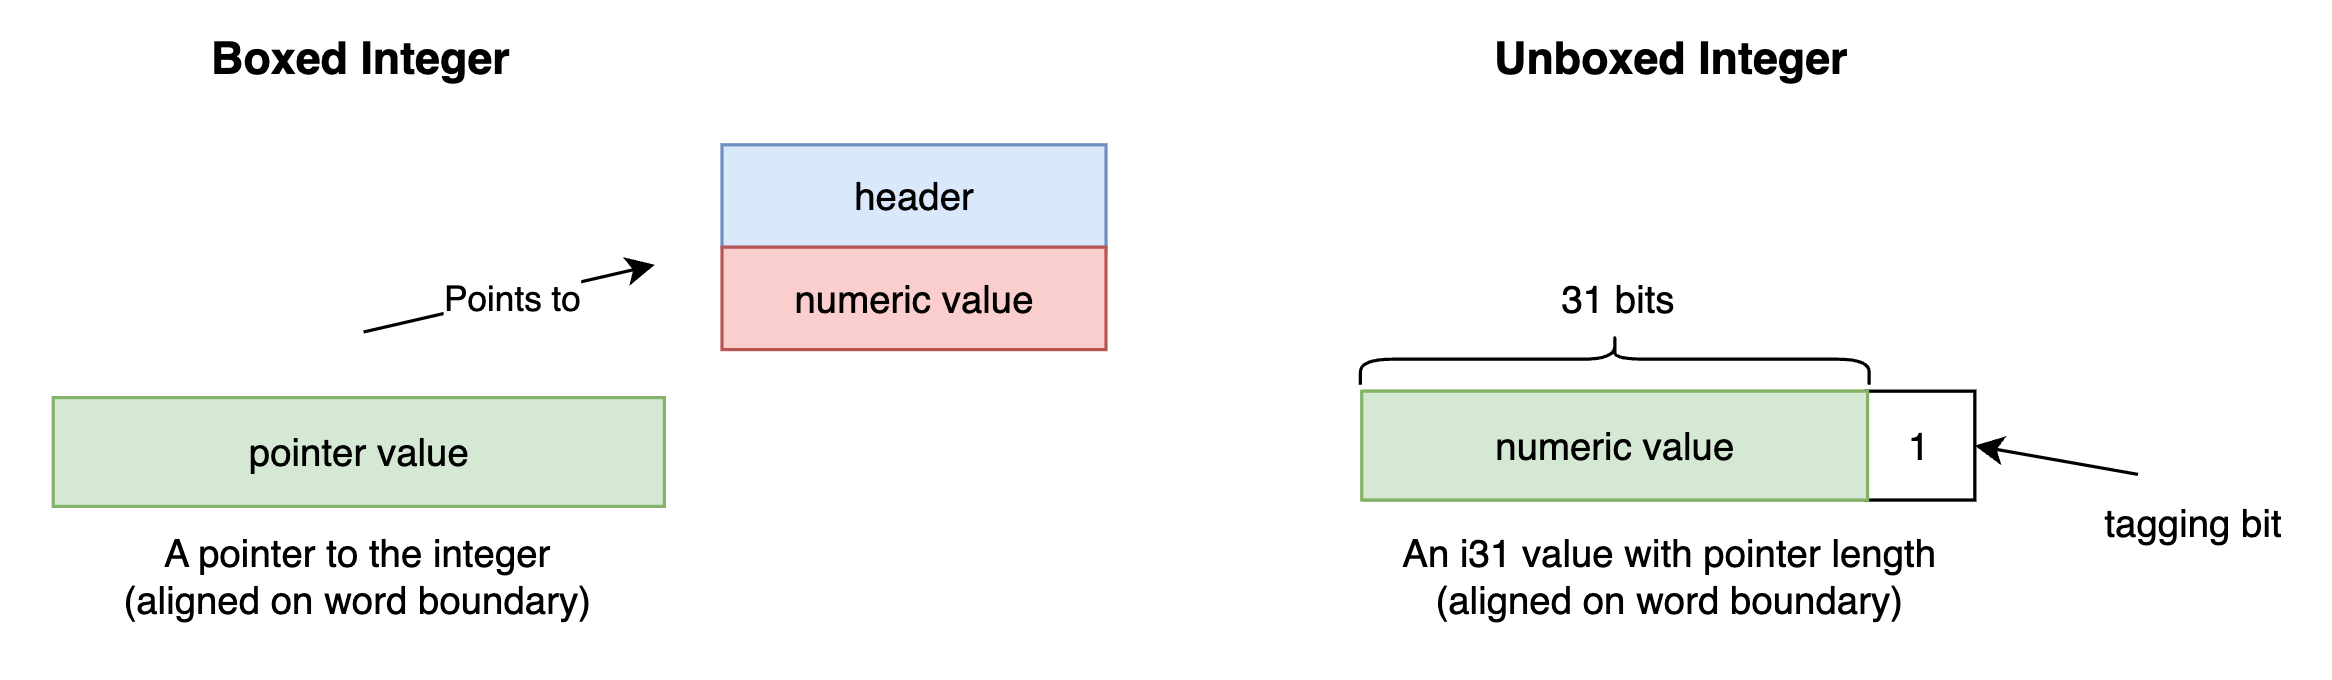 Boxed Integer
header
Points to
numeric value
pointer value
A pointer to the integer
(aligned on word boundary)
Unboxed Integer
31 bits
numeric value
1
tagging bit
An i31 value with pointer length
(aligned on word boundary)